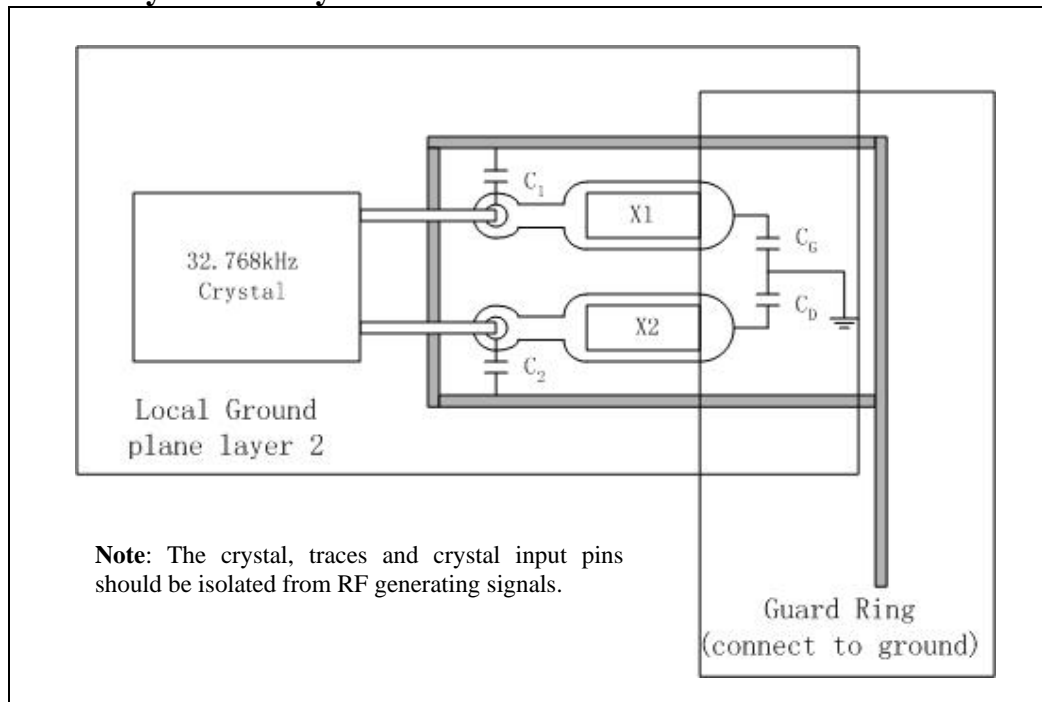 C1
X1
CG
32.768kHz
Crystal
X2
CD
C2
Local Ground
plane layer 2
Note: The crystal, traces and crystal input pins
should be isolated from RF generating signals.
Guard Ring
(connect to ground)